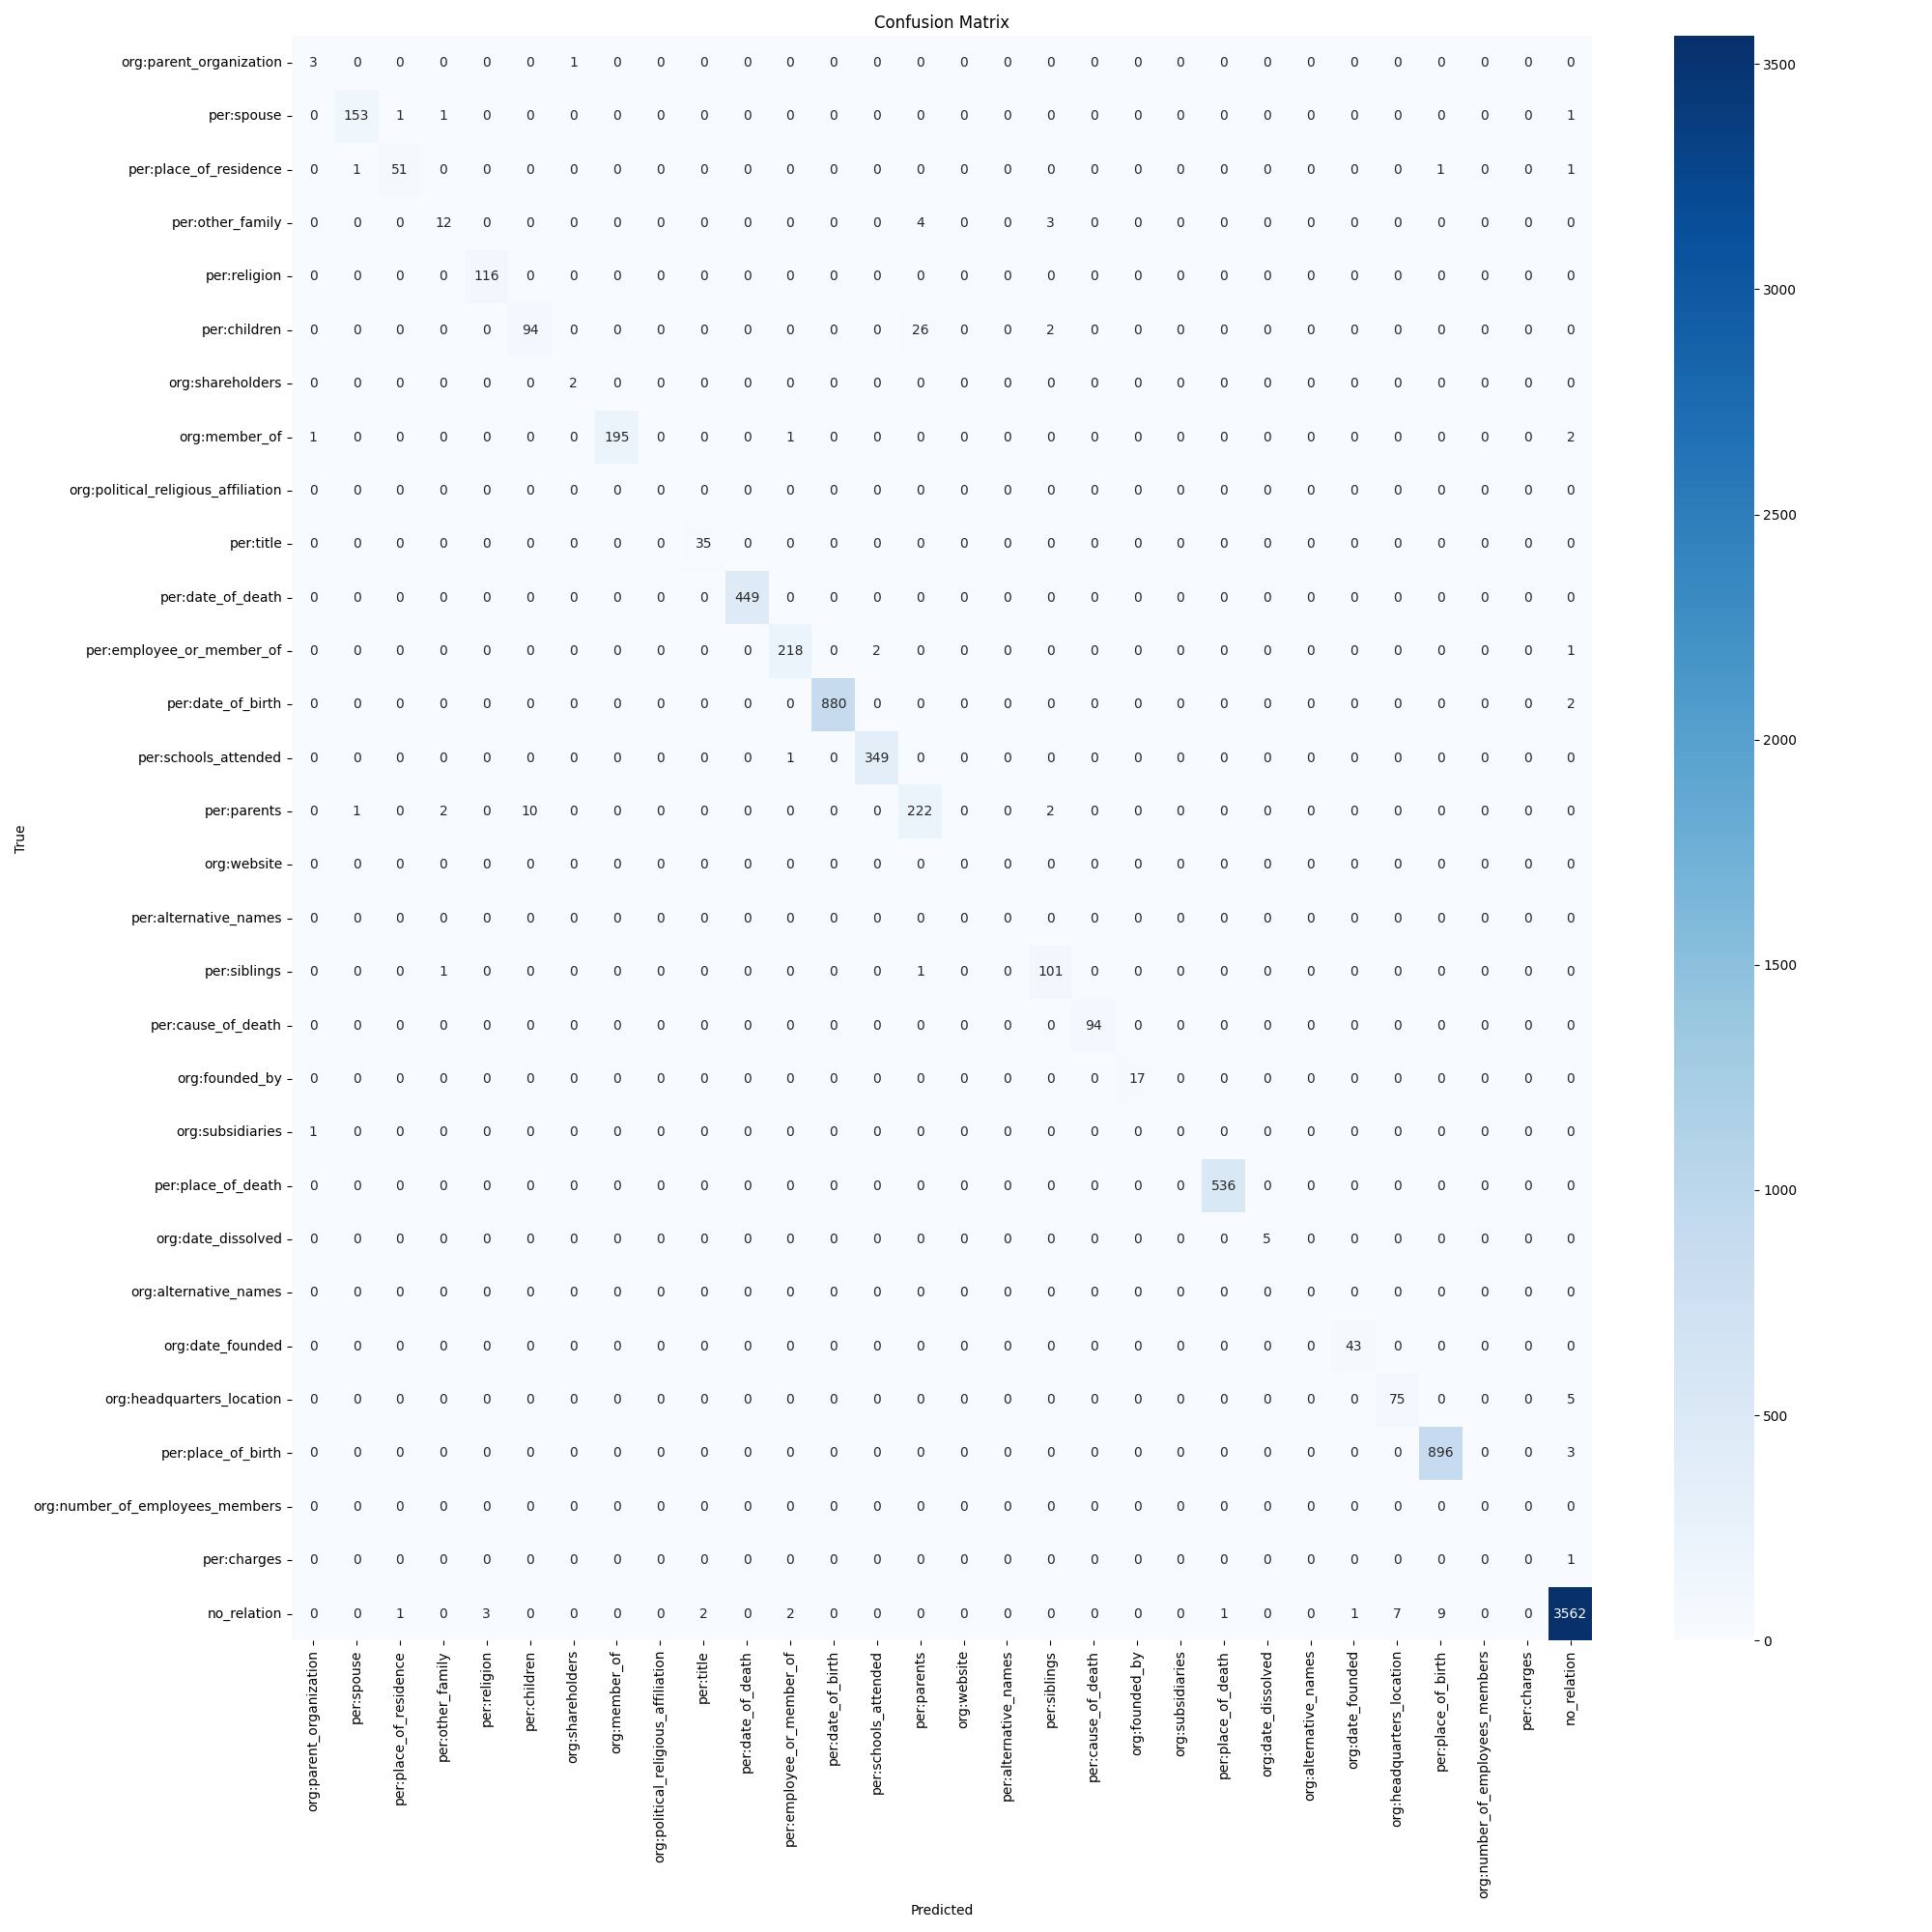 Confusion Matrix
org:parent_organization 3 0 0 0 0 0 1 0 0 0 0 0 0 0 0 0 0 0 0 0 0 0 0 0 0 0 0 0 0 0
per:spouse 0 153 1 1 0 0 0 0 0 0 0 0 0 0 0 0 0 0 0 0 0 0 0 0 0 0 0 0 0 1
per:place_of_residence 0 1 51 0 0 0 0 0 0 0 0 0 0 0 0 0 0 0 0 0 0 0 0 0 0 0 1 0 0 1
per:other_family 0 0 0 12 0 0 0 0 0 0 0 0 0 0 4 0 0 3 0 0 0 0 0 0 0 0 0 0 0 0
per:religion 0 0 0 0 116 0 0 0 0 0 0 0 0 0 0 0 0 0 0 0 0 0 0 0 0 0 0 0 0 0
per:children 0 0 0 0 0 94 0 0 0 0 0 0 0 0 26 0 0 2 0 0 0 0 0 0 0 0 0 0 0 0
org:shareholders 0 0 0 0 0 0 2 0 0 0 0 0 0 0 0 0 0 0 0 0 0 0 0 0 0 0 0 0 0 0
org:member_of 1 0 0 0 0 0 0 195 0 0 0 1 0 0 0 0 0 0 0 0 0 0 0 0 0 0 0 0 0 2
org:political_religious_affiliation 0 0 0 0 0 0 0 0 0 0 0 0 0 0 0 0 0 0 0 0 0 0 0 0 0 0 0 0 0 0
per:title 0 0 0 0 0 0 0 0 0 35 0 0 0 0 0 0 0 0 0 0 0 0 0 0 0 0 0 0 0 0
per:date_of_death 0 0 0 0 0 0 0 0 0 0 449 0 0 0 0 0 0 0 0 0 0 0 0 0 0 0 0 0 0 0
per:employee_or_member_of 0 0 0 0 0 0 0 0 0 0 0 218 0 2 0 0 0 0 0 0 0 0 0 0 0 0 0 0 0 1
per:date_of_birth 0 0 0 0 0 0 0 0 0 0 0 0 880 0 0 0 0 0 0 0 0 0 0 0 0 0 0 0 0 2
per:schools_attended 0 0 0 0 0 0 0 0 0 0 0 1 0 349 0 0 0 0 0 0 0 0 0 0 0 0 0 0 0 0
per:parents 0 1 0 2 0 10 0 0 0 0 0 0 0 0 222 0 0 2 0 0 0 0 0 0 0 0 0 0 0 0
org:website 0 0 0 0 0 0 0 0 0 0 0 0 0 0 0 0 0 0 0 0 0 0 0 0 0 0 0 0 0 0
per:alternative_names 0 0 0 0 0 0 0 0 0 0 0 0 0 0 0 0 0 0 0 0 0 0 0 0 0 0 0 0 0 0
per:siblings 0 0 0 1 0 0 0 0 0 0 0 0 0 0 1 0 0 101 0 0 0 0 0 0 0 0 0 0 0 0
per:cause_of_death 0 0 0 0 0 0 0 0 0 0 0 0 0 0 0 0 0 0 94 0 0 0 0 0 0 0 0 0 0 0
org:founded_by 0 0 0 0 0 0 0 0 0 0 0 0 0 0 0 0 0 0 0 17 0 0 0 0 0 0 0 0 0 0
org:subsidiaries 1 0 0 0 0 0 0 0 0 0 0 0 0 0 0 0 0 0 0 0 0 0 0 0 0 0 0 0 0 0
per:place_of_death 0 0 0 0 0 0 0 0 0 0 0 0 0 0 0 0 0 0 0 0 0 536 0 0 0 0 0 0 0 0
org:date_dissolved 0 0 0 0 0 0 0 0 0 0 0 0 0 0 0 0 0 0 0 0 0 0 5 0 0 0 0 0 0 0
org:alternative_names 0 0 0 0 0 0 0 0 0 0 0 0 0 0 0 0 0 0 0 0 0 0 0 0 0 0 0 0 0 0
org:date_founded 0 0 0 0 0 0 0 0 0 0 0 0 0 0 0 0 0 0 0 0 0 0 0 0 43 0 0 0 0 0
org:headquarters_location 0 0 0 0 0 0 0 0 0 0 0 0 0 0 0 0 0 0 0 0 0 0 0 0 0 75 0 0 0 5
per:place_of_birth 0 0 0 0 0 0 0 0 0 0 0 0 0 0 0 0 0 0 0 0 0 0 0 0 0 0 896 0 0 3
org:number_of_employees_members 0 0 0 0 0 0 0 0 0 0 0 0 0 0 0 0 0 0 0 0 0 0 0 0 0 0 0 0 0 0
per:charges 0 0 0 0 0 0 0 0 0 0 0 0 0 0 0 0 0 0 0 0 0 0 0 0 0 0 0 0 0 1
no_relation 0 0 1 0 3 0 0 0 0 2 0 2 0 0 0 0 0 0 0 0 0 1 0 0 1 7 9 0 0 3562
True
org:parent_organization
per:spouse
per:place_of_residence
per:other_family
per:religion
per:children
org:shareholders
org:member_of
org:political_religious_affiliation
per:title
per:date_of_death
per:employee_or_member_of
per:date_of_birth
per:schools_attended
per:parents
org:website
per:alternative_names
per:siblings
per:cause_of_death
org:founded_by
org:subsidiaries
per:place_of_death
org:date_dissolved
org:alternative_names
org:date_founded
org:headquarters_location
per:place_of_birth
org:number_of_employees_members
per:charges
no_relation
Predicted
3500
3000
2500
2000
1500
1000
500
0